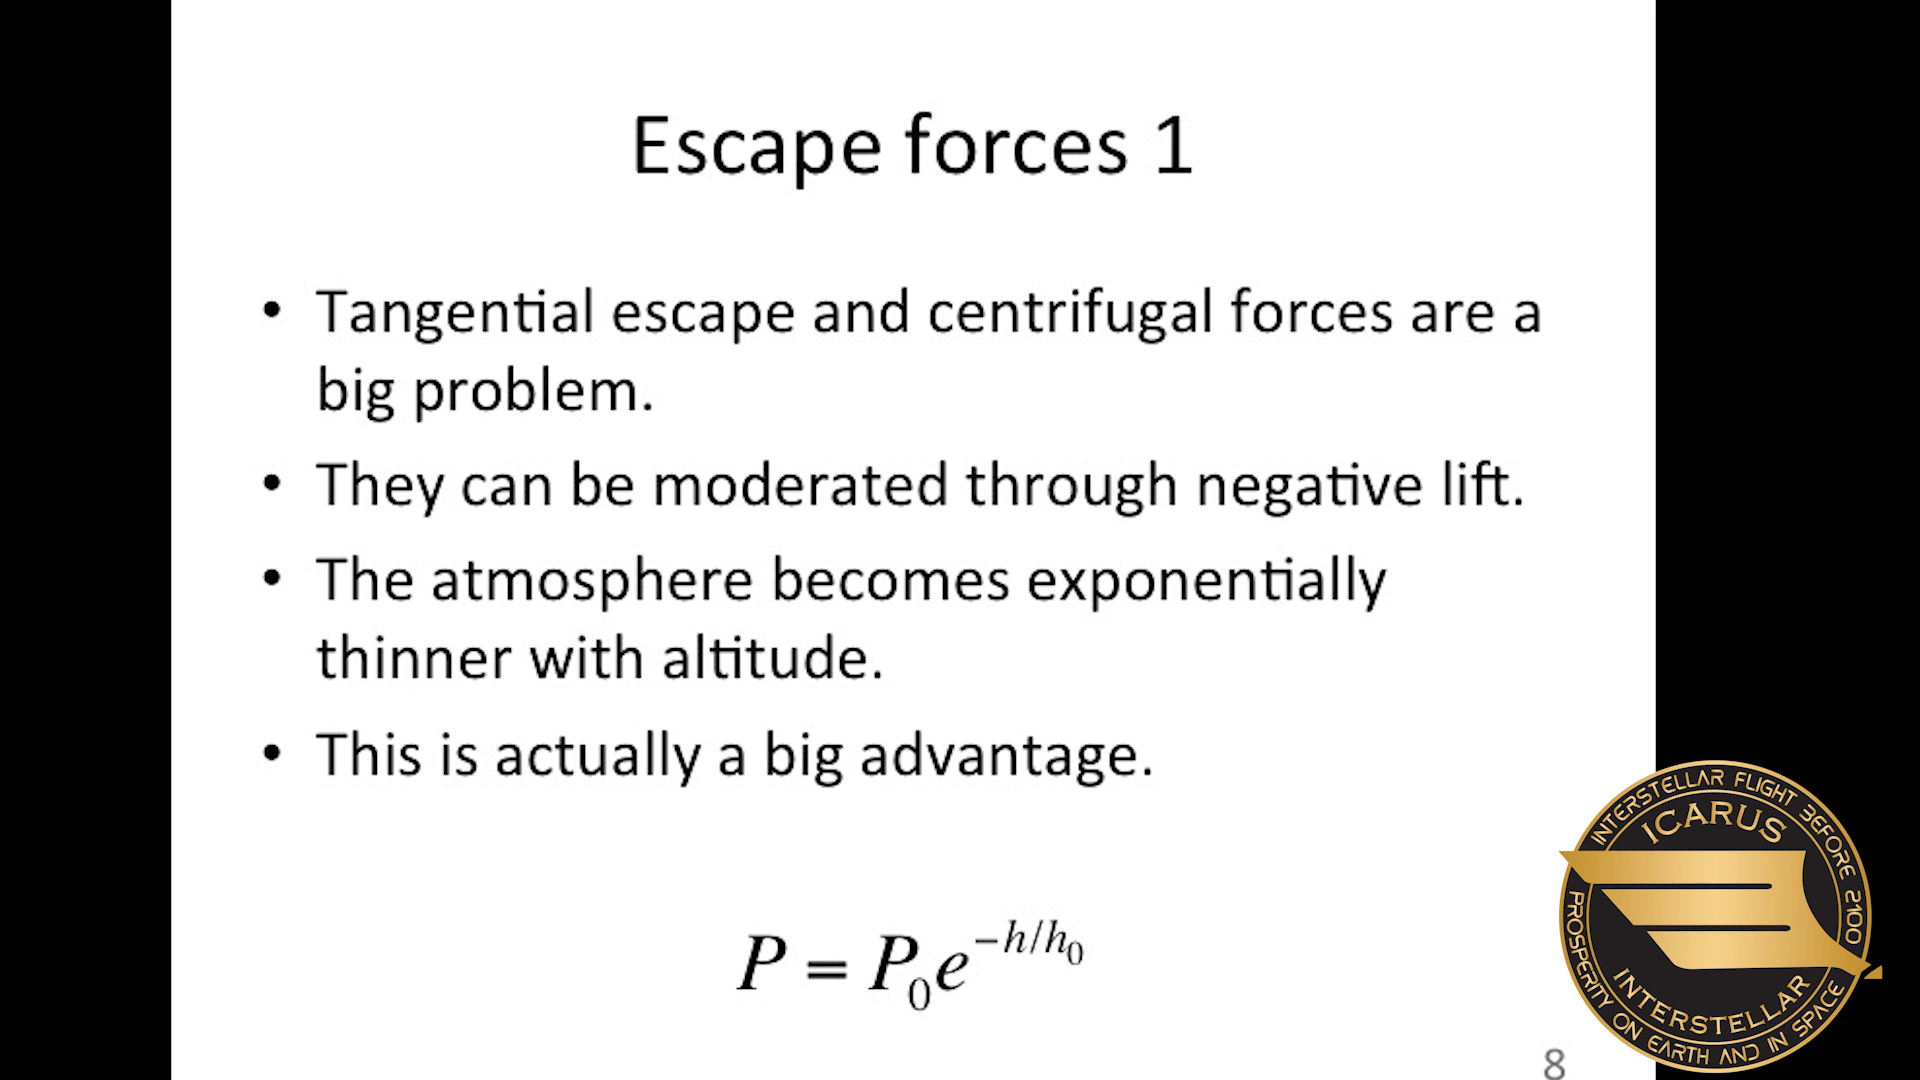 Escape forces 1
• Tangential escape and centrifugal forces are a
big problem.
• They can be moderated through negative lift.
• The atmosphere becomes exponentially
thinner with altitude.
• This is actually a big advantage.
P = P₀e^{-h/h₀}
8
INTERSTELLAR FLIGHT BEFORE 2100
ICARUS
INTERSTELLAR
PROSPERITY ON EARTH AND IN SPACE